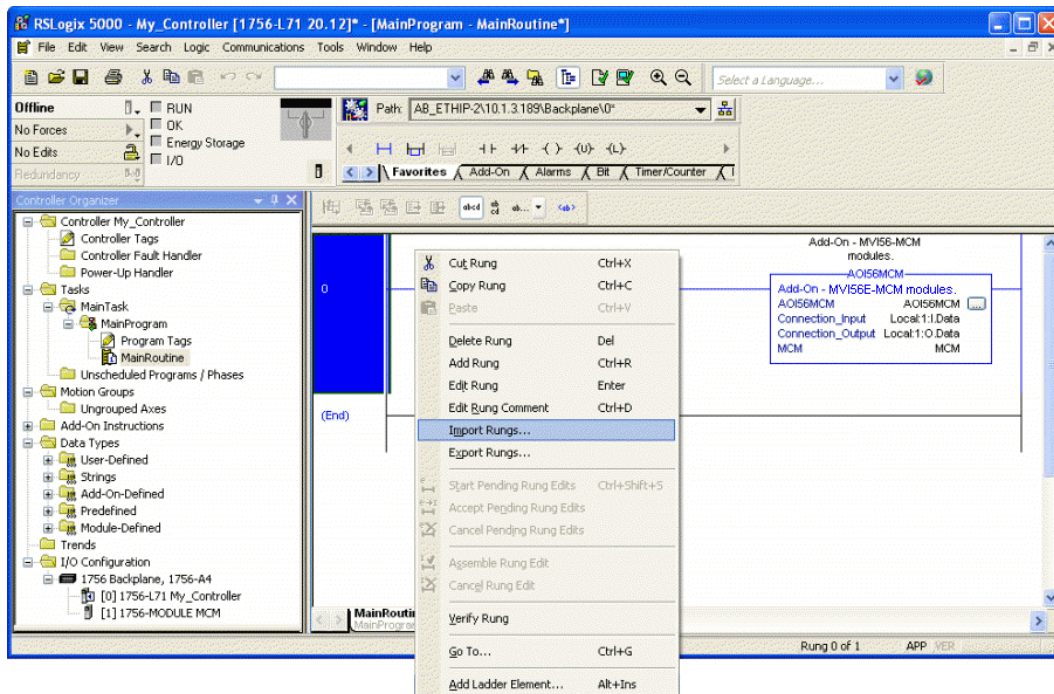 RSLogix 5000 - My_Controller [1756-L71 20.12]* - [MainProgram - MainRoutine*]
File Edit View Search Logic Communications Tools Window Help
Select a Language...
Offline
RUN
No Forces
OK
No Edits
Energy Storage
Redundancy
I/O
Path: AB_ETHIP-2\10.1.3.189\Backplane\0*
Favorites Add-On Alarms Bit Timer/Counter
Controller Organizer
Controller My_Controller
Controller Tags
Controller Fault Handler
Power-Up Handler
Tasks
MainTask
MainProgram
Program Tags
MainRoutine
Unscheduled Programs / Phases
Motion Groups
Ungrouped Axes
Add-On Instructions
Data Types
User-Defined
Strings
Add-On-Defined
Predefined
Module-Defined
Trends
I/O Configuration
1756 Backplane, 1756-A4
[0] 1756-L71 My_Controller
[1] 1756-MODULE MCM
0
(End)
Cut Rung Ctrl+X
Copy Rung Ctrl+C
Paste Ctrl+V
Delete Rung Del
Add Rung Ctrl+R
Edit Rung Enter
Edit Rung Comment Ctrl+D
Import Rungs...
Export Rungs...
Start Pending Rung Edits Ctrl+Shift+S
Accept Pending Rung Edits
Cancel Pending Rung Edits
Assemble Rung Edit
Cancel Rung Edit
Verify Rung
Go To... Ctrl+G
Add Ladder Element... Alt+Ins
Add-On - MVI56-MCM
modules.
AOI56MCM
Add-On - MVI56E-MCM modules.
AOI56MCM AOI56MCM
Connection_Input Local:1:I.Data
Connection_Output Local:1:O.Data
MCM MCM
Rung 0 of 1 APP VER